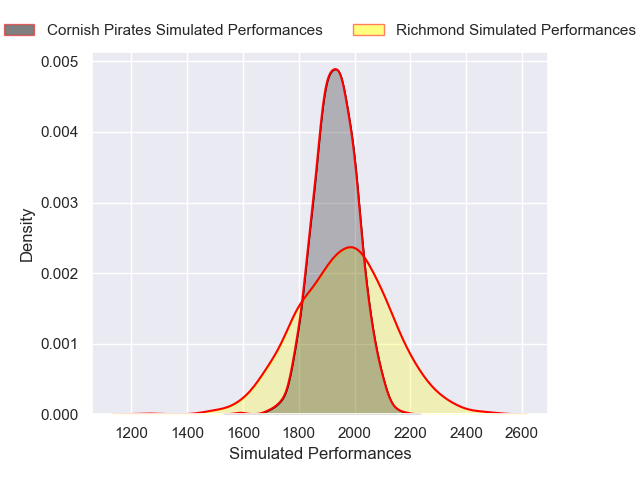 Cornish Pirates Simulated Performances
Richmond Simulated Performances
0.005
0.004
0.003
0.002
0.001
0.000
Density
1200 1400 1600 1800 2000 2200 2400 2600
Simulated Performances